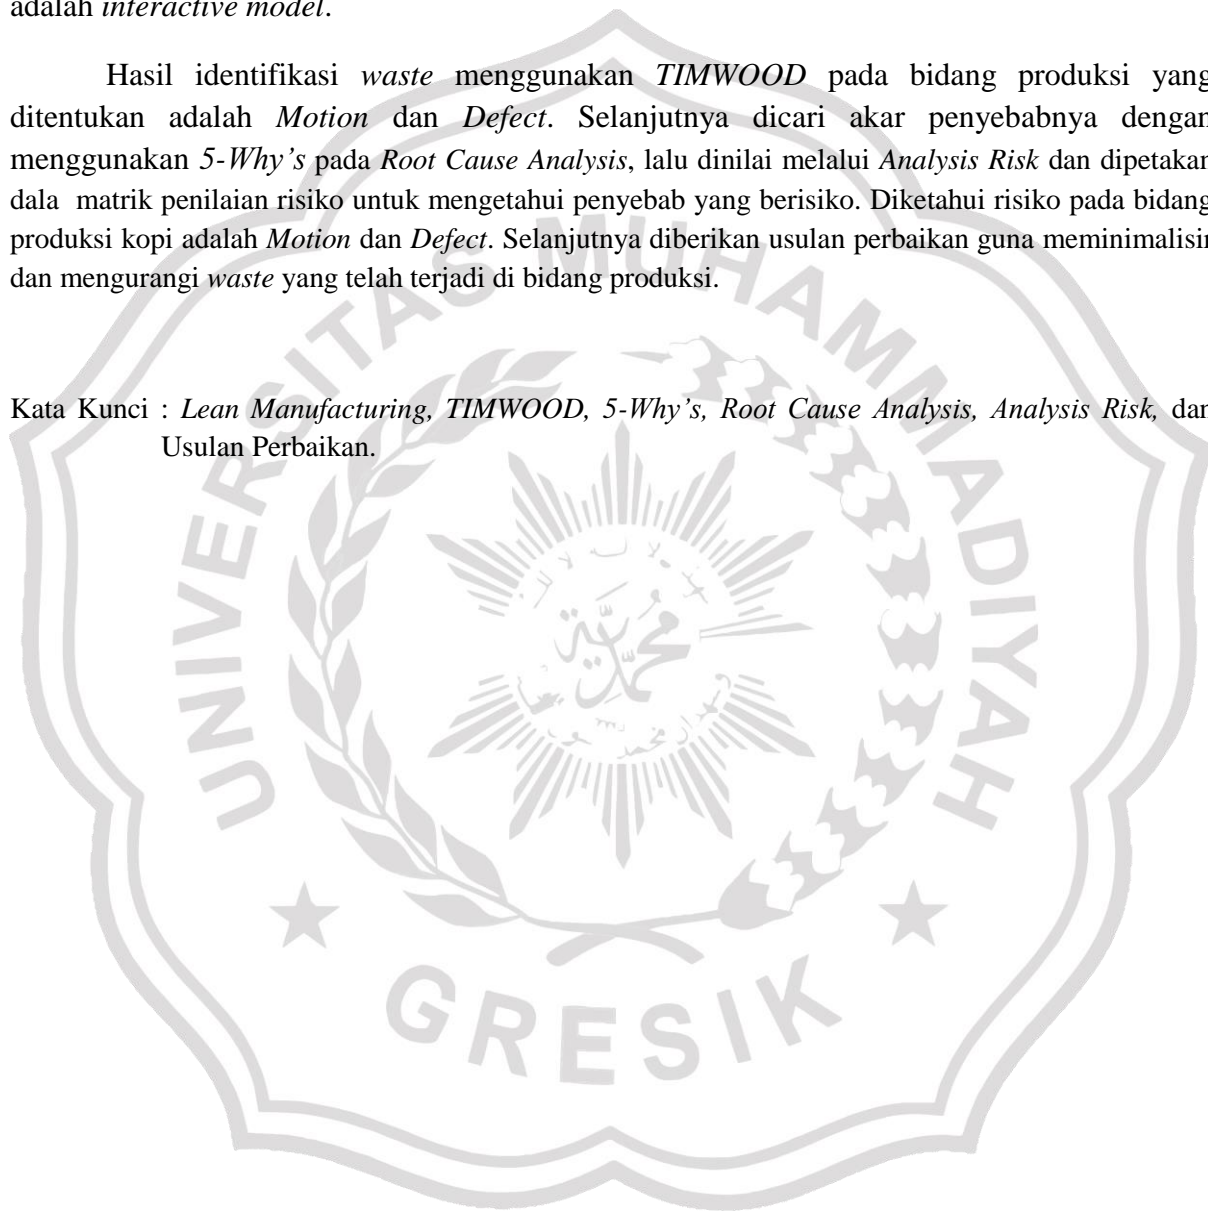 adalah interactive model.
Hasil identifikasi waste menggunakan TIMWOOD pada bidang produksi yang
ditentukan adalah Motion dan Defect. Selanjutnya dicari akar penyebabnya dengan
menggunakan 5-Why’s pada Root Cause Analysis, lalu dinilai melalui Analysis Risk dan dipetakan
dala matrik penilaian risiko untuk mengetahui penyebab yang berisiko. Diketahui risiko pada bidang
produksi kopi adalah Motion dan Defect. Selanjutnya diberikan usulan perbaikan guna meminimalisir
dan mengurangi waste yang telah terjadi di bidang produksi.
Kata Kunci : Lean Manufacturing, TIMWOOD, 5-Why’s, Root Cause Analysis, Analysis Risk, dan
Usulan Perbaikan.
UNIVERSITAS MUHAMMADIYAH
GRESIK